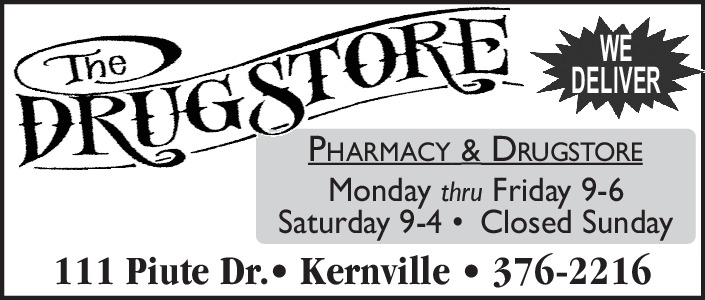 The
DRUGSTORE
WE
DELIVER
PHARMACY & DRUGSTORE
Monday thru Friday 9-6
Saturday 9-4 • Closed Sunday
111 Piute Dr.• Kernville • 376-2216